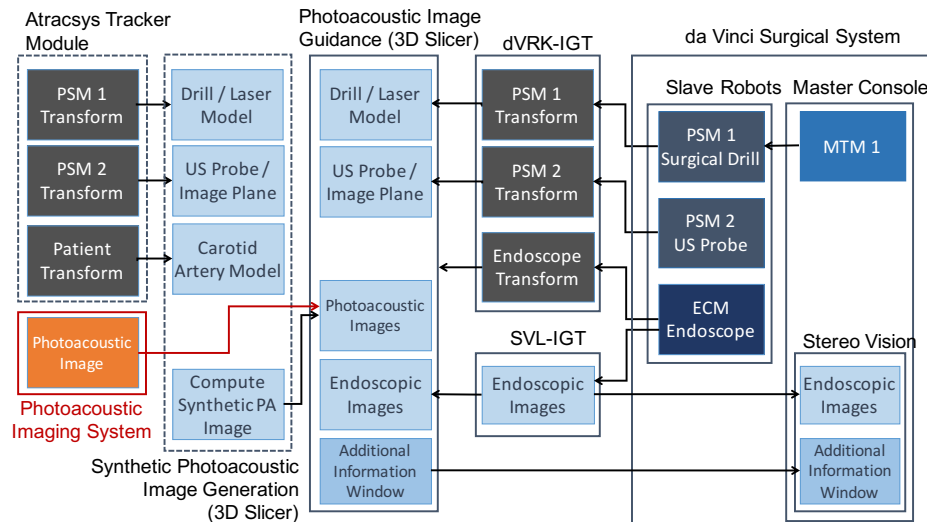 Atracsys Tracker
Module
PSM 1
Transform
PSM 2
Transform
Patient
Transform
Photoacoustic
Image
Photoacoustic
Imaging System
Drill / Laser
Model
US Probe /
Image Plane
Carotid
Artery Model
Compute
Synthetic PA
Image
Synthetic Photoacoustic
Image Generation
(3D Slicer)
Photoacoustic Image
Guidance (3D Slicer)
Drill / Laser
Model
US Probe /
Image Plane
Photoacoustic
Images
Endoscopic
Images
Additional
Information
Window
dVRK-IGT
PSM 1
Transform
PSM 2
Transform
Endoscope
Transform
SVL-IGT
Endoscopic
Images
da Vinci Surgical System
Slave Robots
PSM 1
Surgical Drill
PSM 2
US Probe
ECM
Endoscope
Master Console
MTM 1
Stereo Vision
Endoscopic
Images
Additional
Information
Window